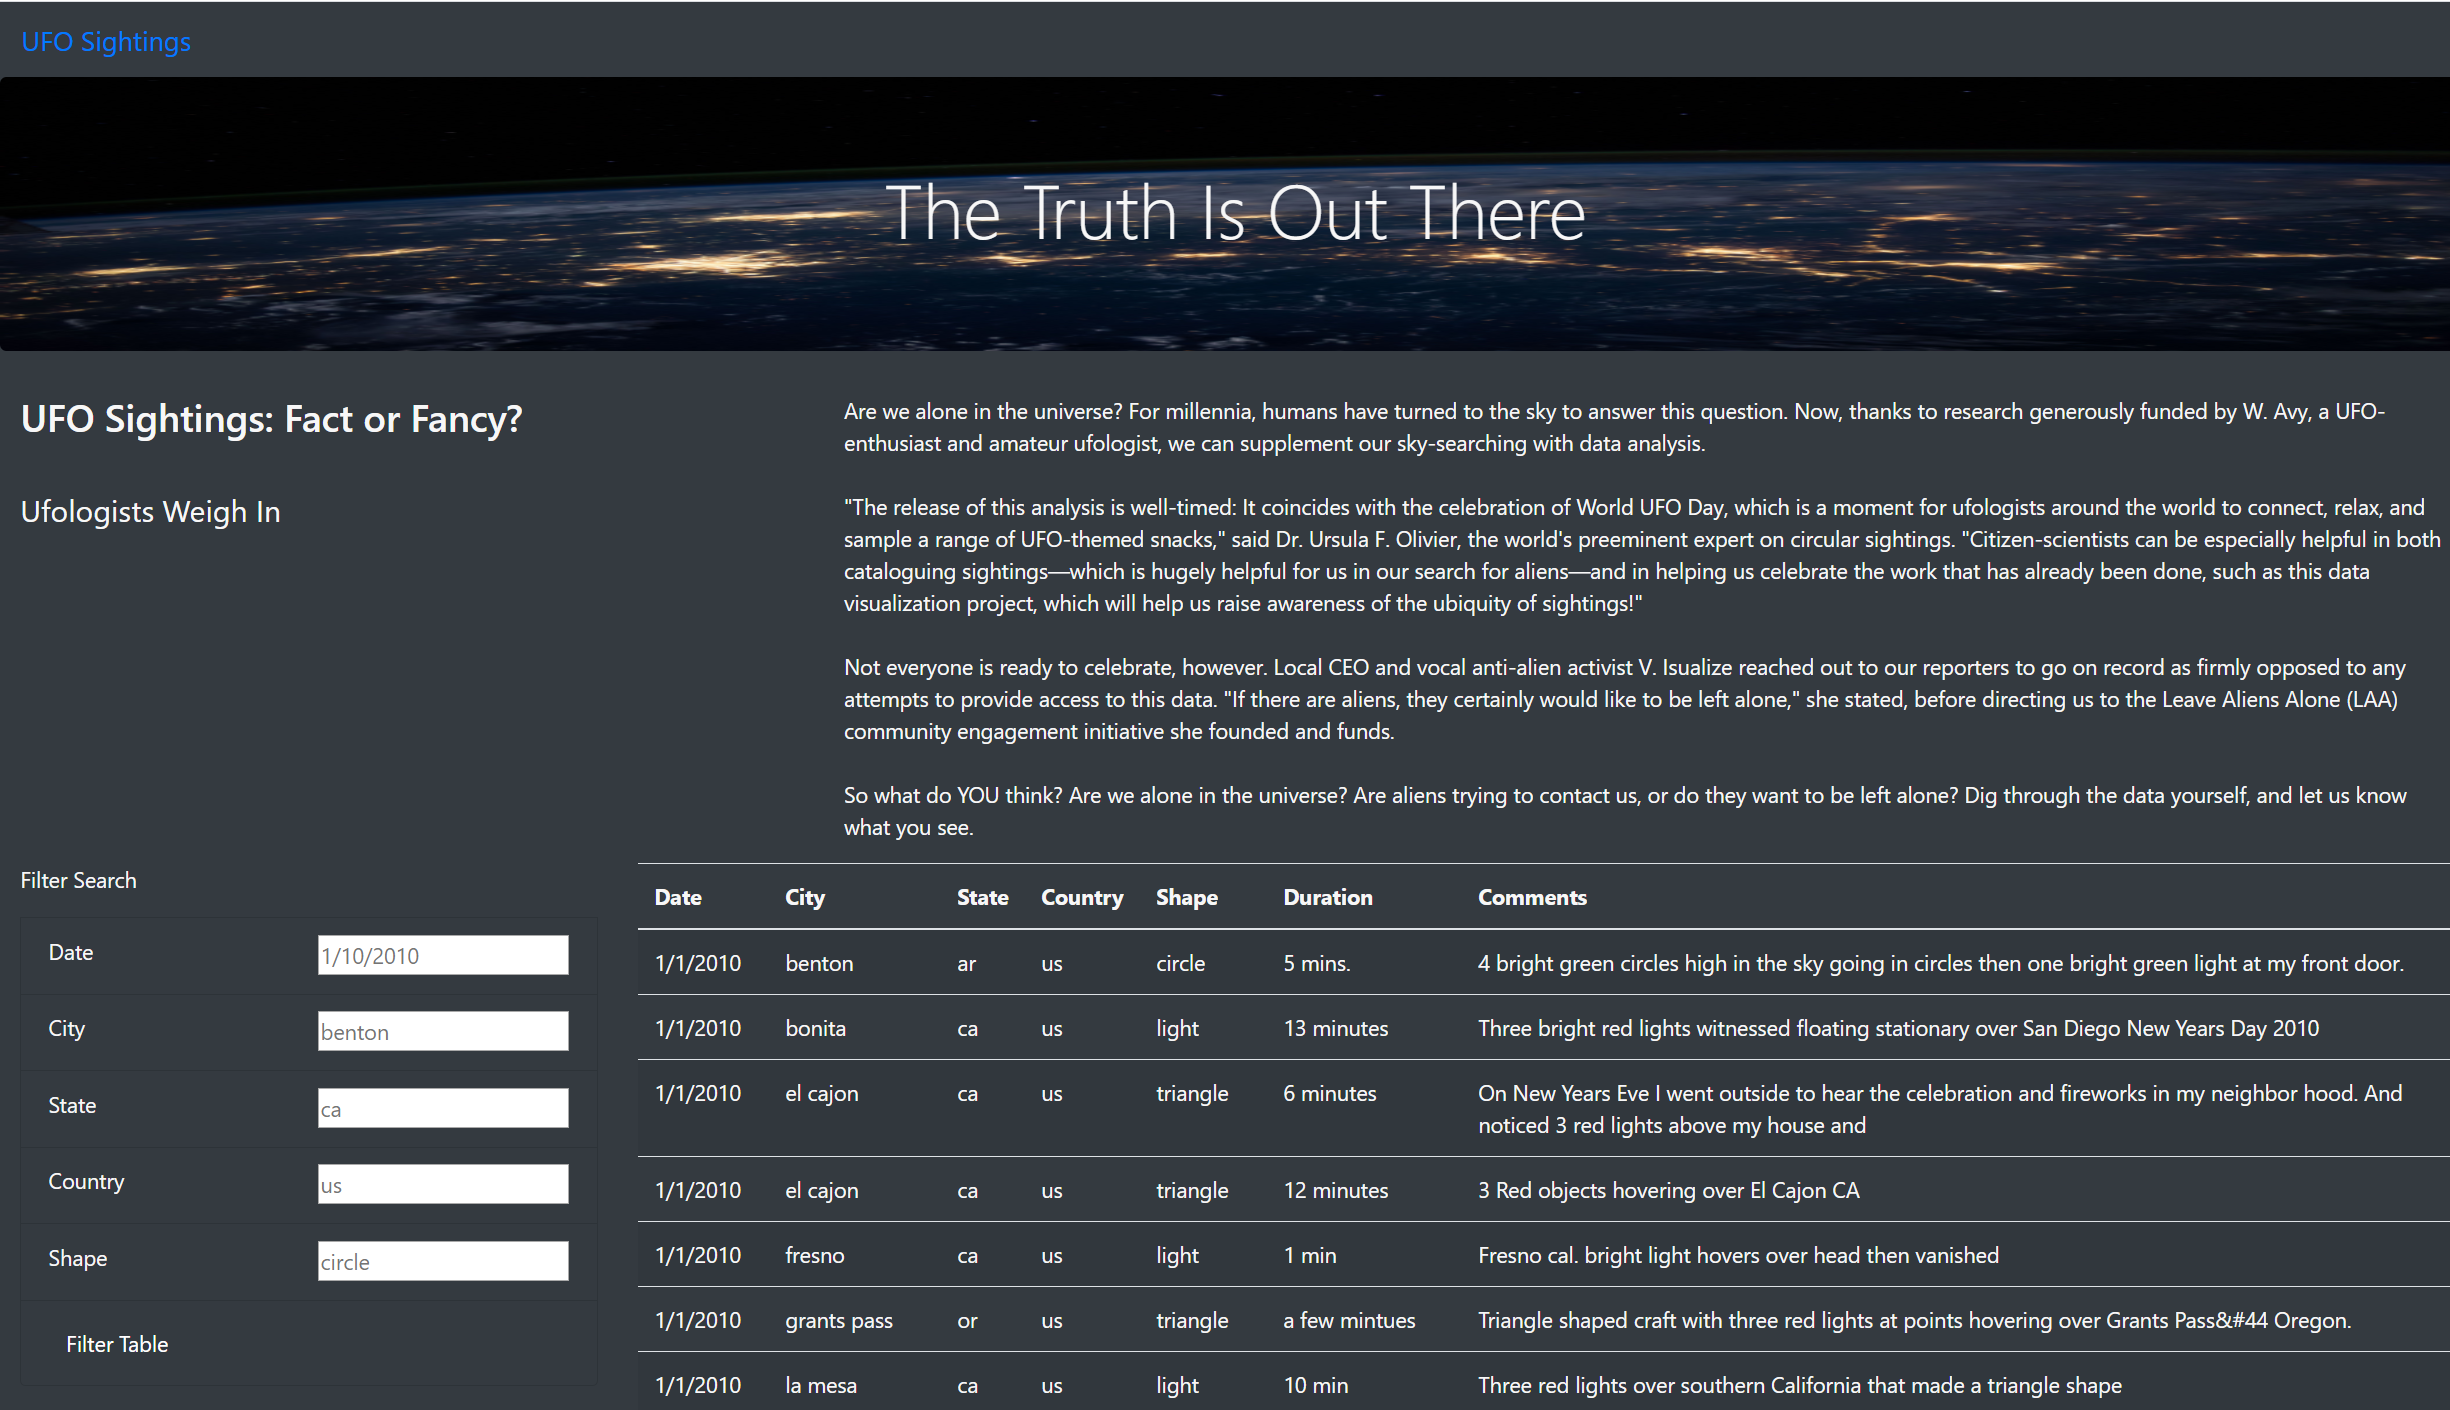 UFO Sightings
The Truth Is Out There
UFO Sightings: Fact or Fancy?
Ufologists Weigh In
Are we alone in the universe? For millennia, humans have turned to the sky to answer this question. Now, thanks to research generously funded by W. Avy, a UFO-
enthusiast and amateur ufologist, we can supplement our sky-searching with data analysis.
"The release of this analysis is well-timed: It coincides with the celebration of World UFO Day, which is a moment for ufologists around the world to connect, relax, and
sample a range of UFO-themed snacks," said Dr. Ursula F. Olivier, the world's preeminent expert on circular sightings. "Citizen-scientists can be especially helpful in both
cataloguing sightings—which is hugely helpful for us in our search for aliens—and in helping us celebrate the work that has already been done, such as this data
visualization project, which will help us raise awareness of the ubiquity of sightings!"
Not everyone is ready to celebrate, however. Local CEO and vocal anti-alien activist V. Isualize reached out to our reporters to go on record as firmly opposed to any
attempts to provide access to this data. "If there are aliens, they certainly would like to be left alone," she stated, before directing us to the Leave Aliens Alone (LAA)
community engagement initiative she founded and funds.
So what do YOU think? Are we alone in the universe? Are aliens trying to contact us, or do they want to be left alone? Dig through the data yourself, and let us know
what you see.
Filter Search
Date 1/10/2010
City benton
State ca
Country us
Shape circle
Filter Table
Date City State Country Shape Duration Comments
1/1/2010 benton ar us circle 5 mins. 4 bright green circles high in the sky going in circles then one bright green light at my front door.
1/1/2010 bonita ca us light 13 minutes Three bright red lights witnessed floating stationary over San Diego New Years Day 2010
1/1/2010 el cajon ca us triangle 6 minutes On New Years Eve I went outside to hear the celebration and fireworks in my neighbor hood. And
noticed 3 red lights above my house and
1/1/2010 el cajon ca us triangle 12 minutes 3 Red objects hovering over El Cajon CA
1/1/2010 fresno ca us light 1 min Fresno cal. bright light hovers over head then vanished
1/1/2010 grants pass or us triangle a few mintues Triangle shaped craft with three red lights at points hovering over Grants Pass&#44 Oregon.
1/1/2010 la mesa ca us light 10 min Three red lights over southern California that made a triangle shape